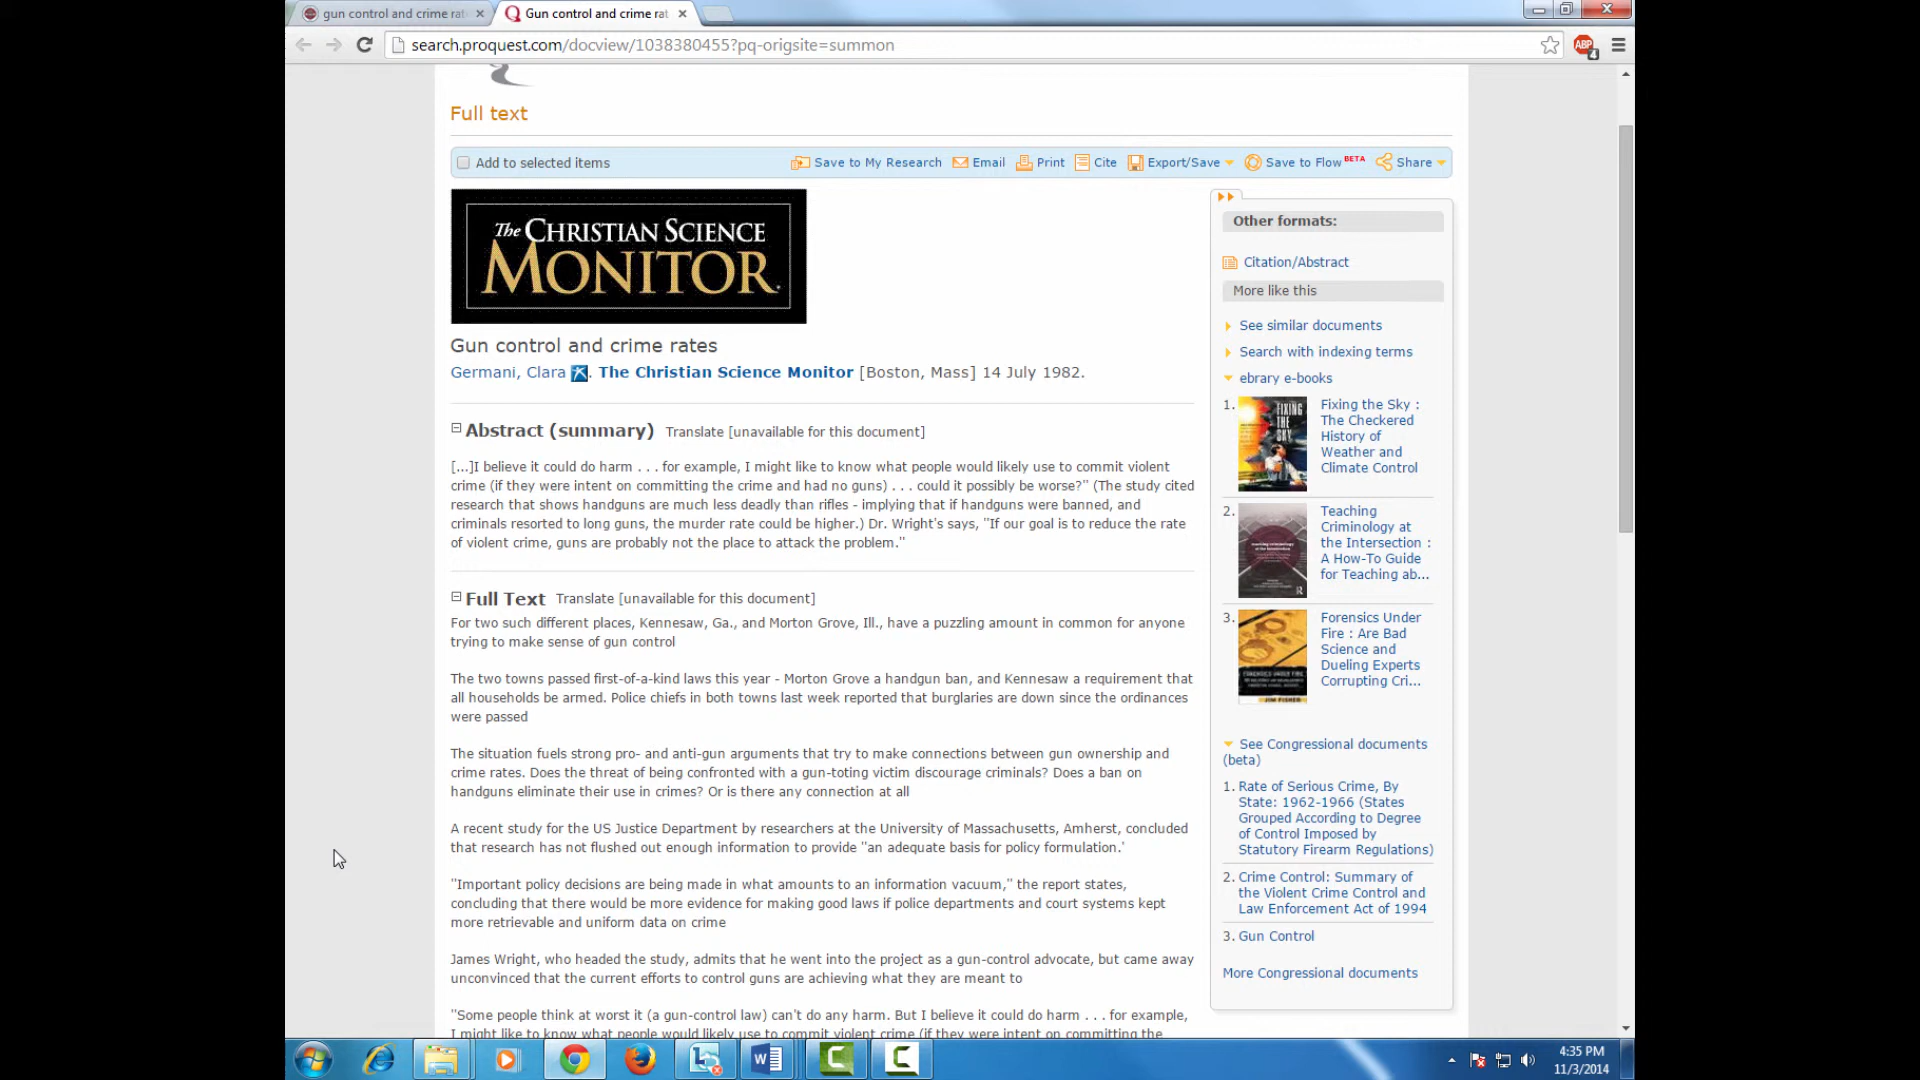 gun control and crime rat
Gun control and crime rat
search.proquest.com/docview/1038380455?pq-origsite=summon
ABP
4
Full text
Add to selected items
Save to My Research
Email
Print
Cite
Export/Save
Save to Flow BETA
Share
The CHRISTIAN SCIENCE
MONITOR
Gun control and crime rates
Germani, Clara. The Christian Science Monitor [Boston, Mass] 14 July 1982.
Abstract (summary) Translate [unavailable for this document]
[...]I believe it could do harm . . . for example, I might like to know what people would likely use to commit violent
crime (if they were intent on committing the crime and had no guns) . . . could it possibly be worse?'' (The study cited
research that shows handguns are much less deadly than rifles - implying that if handguns were banned, and
criminals resorted to long guns, the murder rate could be higher.) Dr. Wright's says, ''If our goal is to reduce the rate
of violent crime, guns are probably not the place to attack the problem.''
Full Text Translate [unavailable for this document]
For two such different places, Kennesaw, Ga., and Morton Grove, Ill., have a puzzling amount in common for anyone
trying to make sense of gun control
The two towns passed first-of-a-kind laws this year - Morton Grove a handgun ban, and Kennesaw a requirement that
all households be armed. Police chiefs in both towns last week reported that burglaries are down since the ordinances
were passed
The situation fuels strong pro- and anti-gun arguments that try to make connections between gun ownership and
crime rates. Does the threat of being confronted with a gun-toting victim discourage criminals? Does a ban on
handguns eliminate their use in crimes? Or is there any connection at all
A recent study for the US Justice Department by researchers at the University of Massachusetts, Amherst, concluded
that research has not flushed out enough information to provide ''an adequate basis for policy formulation.'
''Important policy decisions are being made in what amounts to an information vacuum,'' the report states,
concluding that there would be more evidence for making good laws if police departments and court systems kept
more retrievable and uniform data on crime
James Wright, who headed the study, admits that he went into the project as a gun-control advocate, but came away
unconvinced that the current efforts to control guns are achieving what they are meant to
''Some people think at worst it (a gun-control law) can't do any harm. But I believe it could do harm . . . for example,
I might like to know what people would likely use to commit violent crime (if they were intent on committing the
Other formats:
Citation/Abstract
More like this
See similar documents
Search with indexing terms
ebrary e-books
1.
FIXING
THE
SKY
Fixing the Sky :
The Checkered
History of
Weather and
Climate Control
2.
Teaching
Criminology at
the Intersection :
A How-To Guide
for Teaching ab...
3.
JIM FISHER
Forensics Under
Fire : Are Bad
Science and
Dueling Experts
Corrupting Cri...
See Congressional documents
(beta)
1. Rate of Serious Crime, By
State: 1962-1966 (States
Grouped According to Degree
of Control Imposed by
Statutory Firearm Regulations)
2. Crime Control: Summary of
the Violent Crime Control and
Law Enforcement Act of 1994
3. Gun Control
More Congressional documents
4:35 PM
11/3/2014